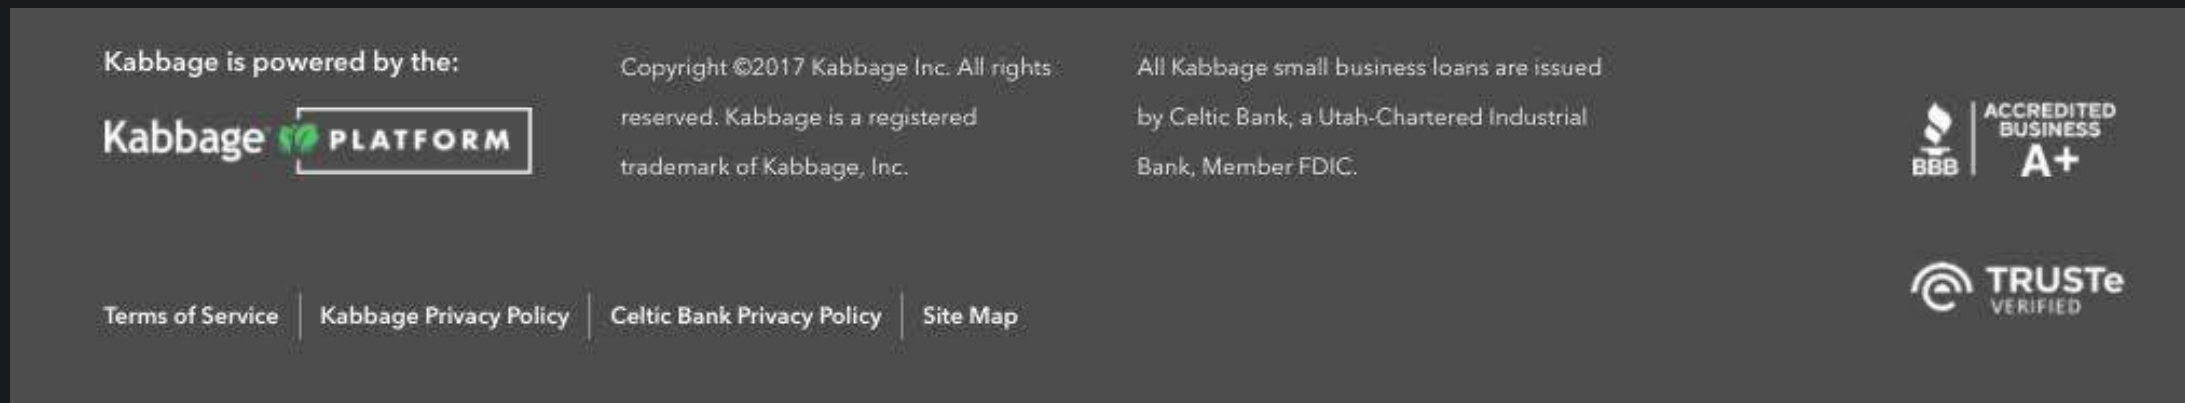 Kabbage is powered by the:
Kabbage PLATFORM
Copyright ©2017 Kabbage Inc. All rights
reserved. Kabbage is a registered
trademark of Kabbage, Inc.
All Kabbage small business loans are issued
by Celtic Bank, a Utah-Chartered Industrial
Bank, Member FDIC.
BBB
ACCREDITED
BUSINESS
A+
Terms of Service
Kabbage Privacy Policy
Celtic Bank Privacy Policy
Site Map
TRUSTe
VERIFIED